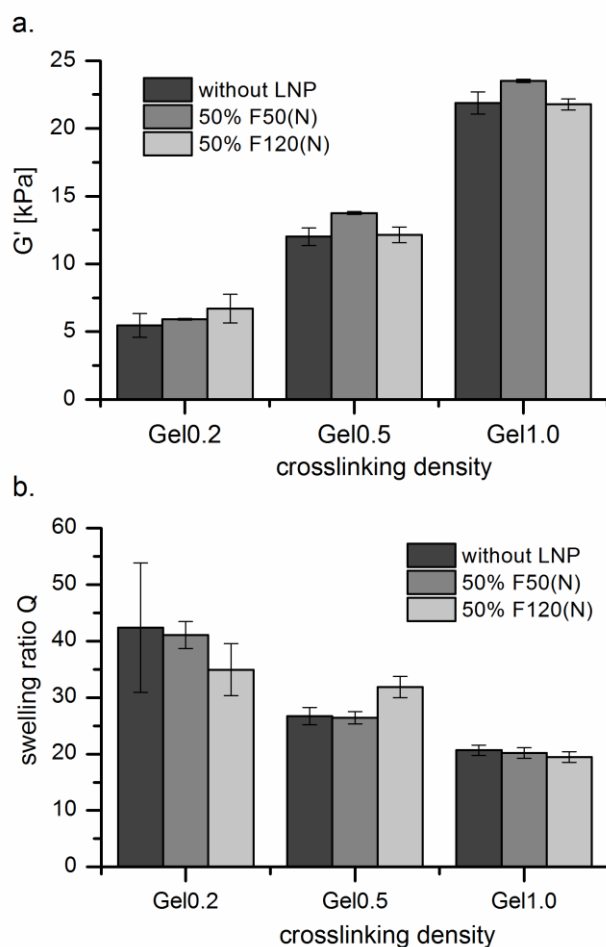 a.
without LNP
50% F50(N)
50% F120(N)
25
20
15
10
5
0
G' [kPa]
Gel0.2 Gel0.5 Gel1.0
crosslinking density
b.
without LNP
50% F50(N)
50% F120(N)
60
50
40
30
20
10
0
swelling ratio Q
Gel0.2 Gel0.5 Gel1.0
crosslinking density